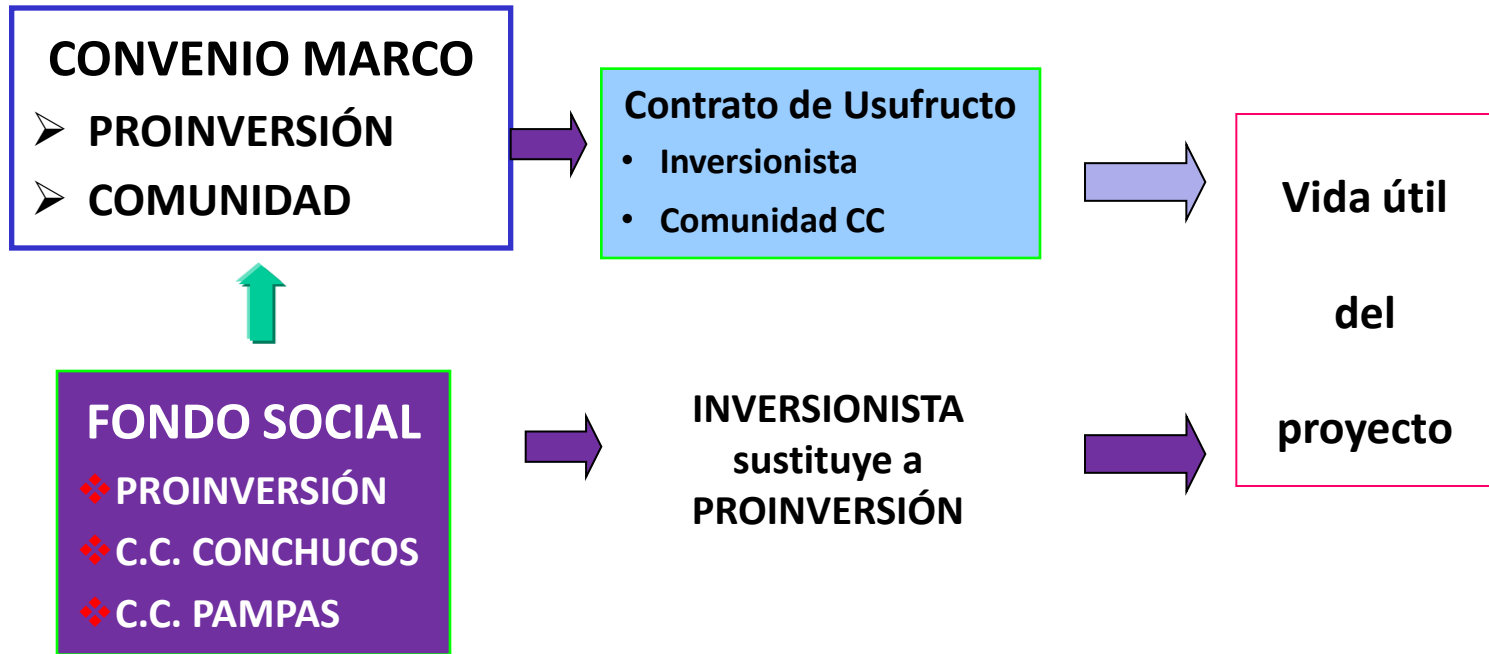 CONVENIO MARCO
➢ PROINVERSIÓN
➢ COMUNIDAD
Contrato de Usufructo
• Inversionista
• Comunidad CC
Vida útil
del
proyecto
FONDO SOCIAL
❖PROINVERSIÓN
❖C.C. CONCHUCOS
❖C.C. PAMPAS
INVERSIONISTA
sustituye a
PROINVERSIÓN